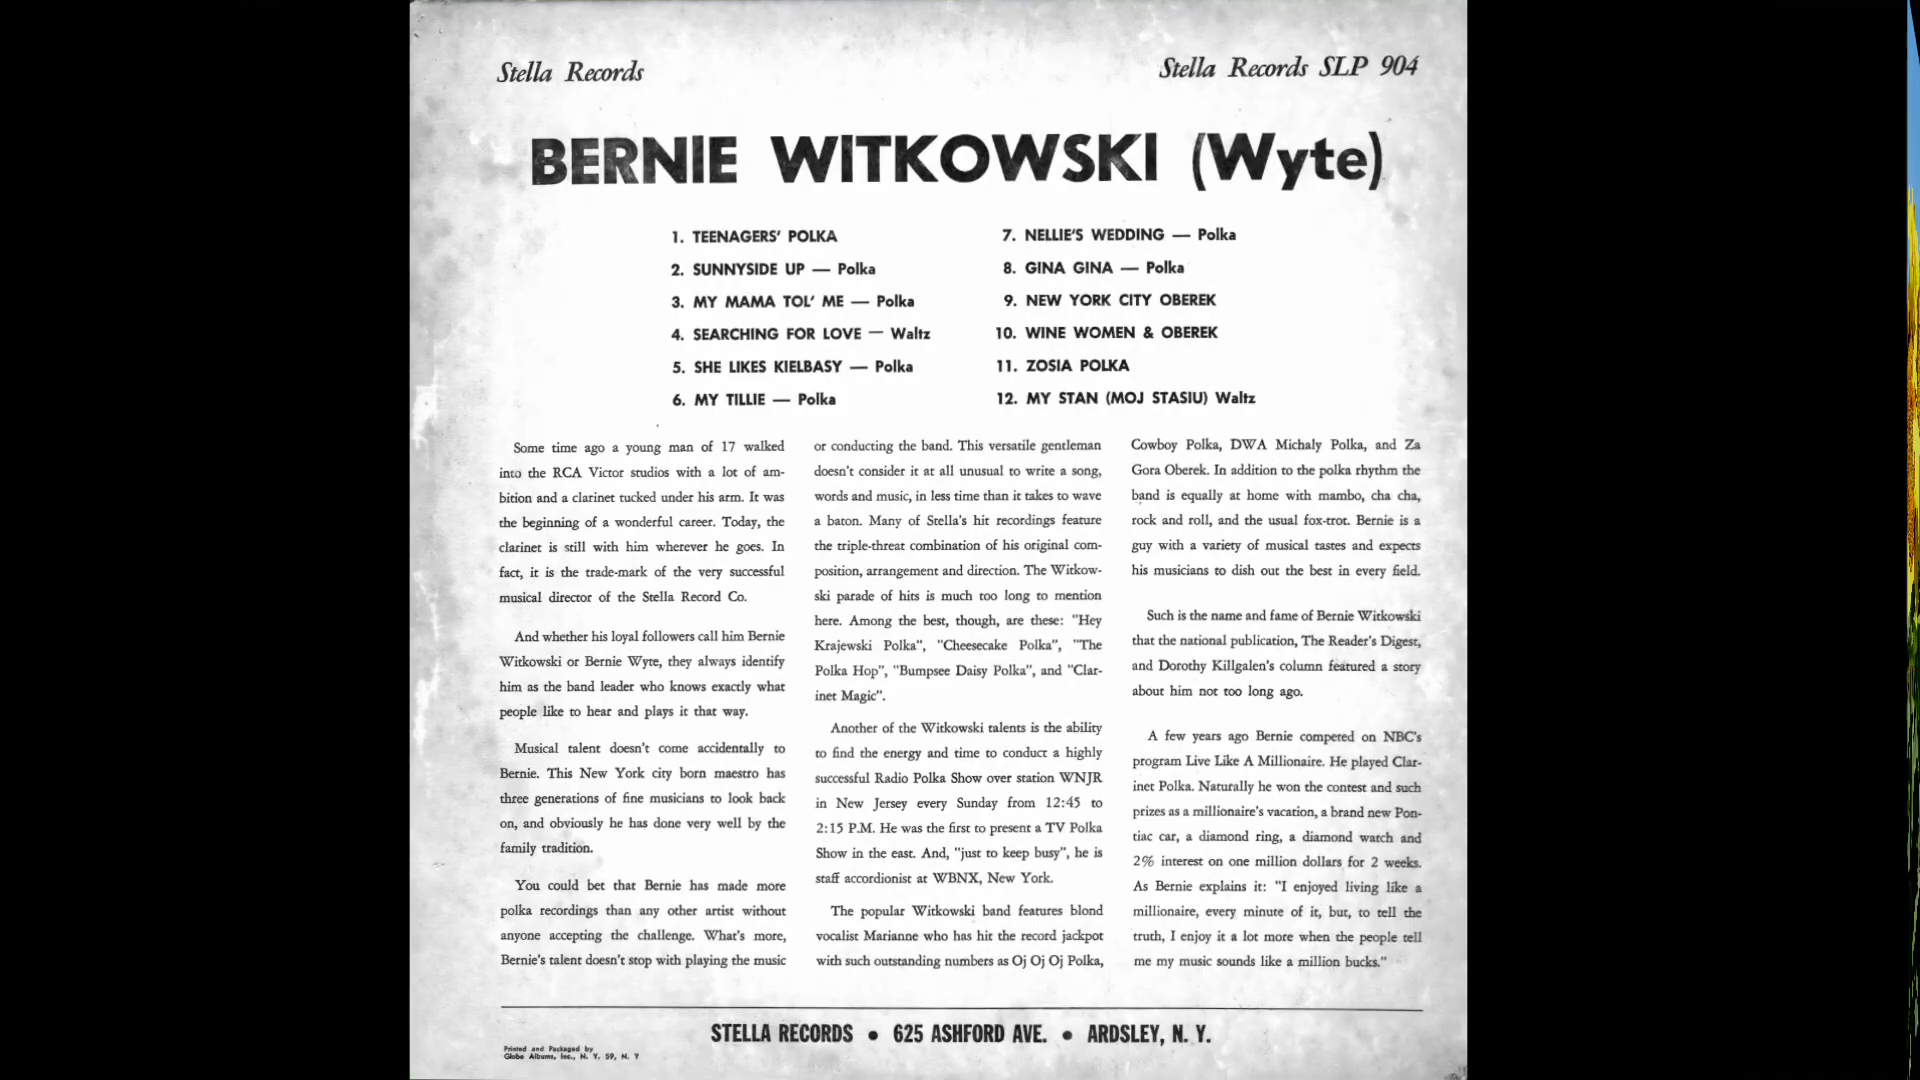 Stella Records
Stella Records SLP 904
BERNIE WITKOWSKI (Wyte)
1. TEENAGERS' POLKA
2. SUNNYSIDE UP — Polka
3. MY MAMA TOL' ME — Polka
4. SEARCHING FOR LOVE — Waltz
5. SHE LIKES KIELBASY — Polka
6. MY TILLIE — Polka
7. NELLIE'S WEDDING — Polka
8. GINA GINA — Polka
9. NEW YORK CITY OBEREK
10. WINE WOMEN & OBEREK
11. ZOSIA POLKA
12. MY STAN (MOJ STASIU) Waltz
Some time ago a young man of 17 walked
into the RCA Victor studios with a lot of am-
bition and a clarinet tucked under his arm. It was
the beginning of a wonderful career. Today, the
clarinet is still with him wherever he goes. In
fact, it is the trade-mark of the very successful
musical director of the Stella Record Co.
And whether his loyal followers call him Bernie
Witkowski or Bernie Wyte, they always identify
him as the band leader who knows exactly what
people like to hear and plays it that way.
Musical talent doesn't come accidentally to
Bernie. This New York city born maestro has
three generations of fine musicians to look back
on, and obviously he has done very well by the
family tradition.
You could bet that Bernie has made more
polka recordings than any other artist without
anyone accepting the challenge. What's more,
Bernie's talent doesn't stop with playing the music
or conducting the band. This versatile gentleman
doesn't consider it at all unusual to write a song,
words and music, in less time than it takes to wave
a baton. Many of Stella's hit recordings feature
the triple-threat combination of his original com-
position, arrangement and direction. The Witkow-
ski parade of hits is much too long to mention
here. Among the best, though, are these: "Hey
Krajewski Polka", "Cheesecake Polka", "The
Polka Hop", "Bumpsee Daisy Polka", and "Clar-
inet Magic".
Another of the Witkowski talents is the ability
to find the energy and time to conduct a highly
successful Radio Polka Show over station WNJR
in New Jersey every Sunday from 12:45 to
2:15 P.M. He was the first to present a TV Polka
Show in the east. And, "just to keep busy", he is
staff accordionist at WBNX, New York.
The popular Witkowski band features blond
vocalist Marianne who has hit the record jackpot
with such outstanding numbers as Oj Oj Oj Polka,
Cowboy Polka, DWA Michaly Polka, and Za
Gora Oberek. In addition to the polka rhythm the
band is equally at home with mambo, cha cha,
rock and roll, and the usual fox-trot. Bernie is a
guy with a variety of musical tastes and expects
his musicians to dish out the best in every field.
Such is the name and fame of Bernie Witkowski
that the national publication, The Reader's Digest,
and Dorothy Killgalen's column featured a story
about him not too long ago.
A few years ago Bernie competed on NBC's
program Live Like A Millionaire. He played Clar-
inet Polka. Naturally he won the contest and such
prizes as a millionaire's vacation, a brand new Pon-
tiac car, a diamond ring, a diamond watch and
2% interest on one million dollars for 2 weeks.
As Bernie explains it: "I enjoyed living like a
millionaire, every minute of it, but, to tell the
truth, I enjoy it a lot more when the people tell
me my music sounds like a million bucks."
STELLA RECORDS • 625 ASHFORD AVE. • ARDSLEY, N. Y.
Printed and Packaged by
Globe Albums, Inc., N. Y. 59, N. Y